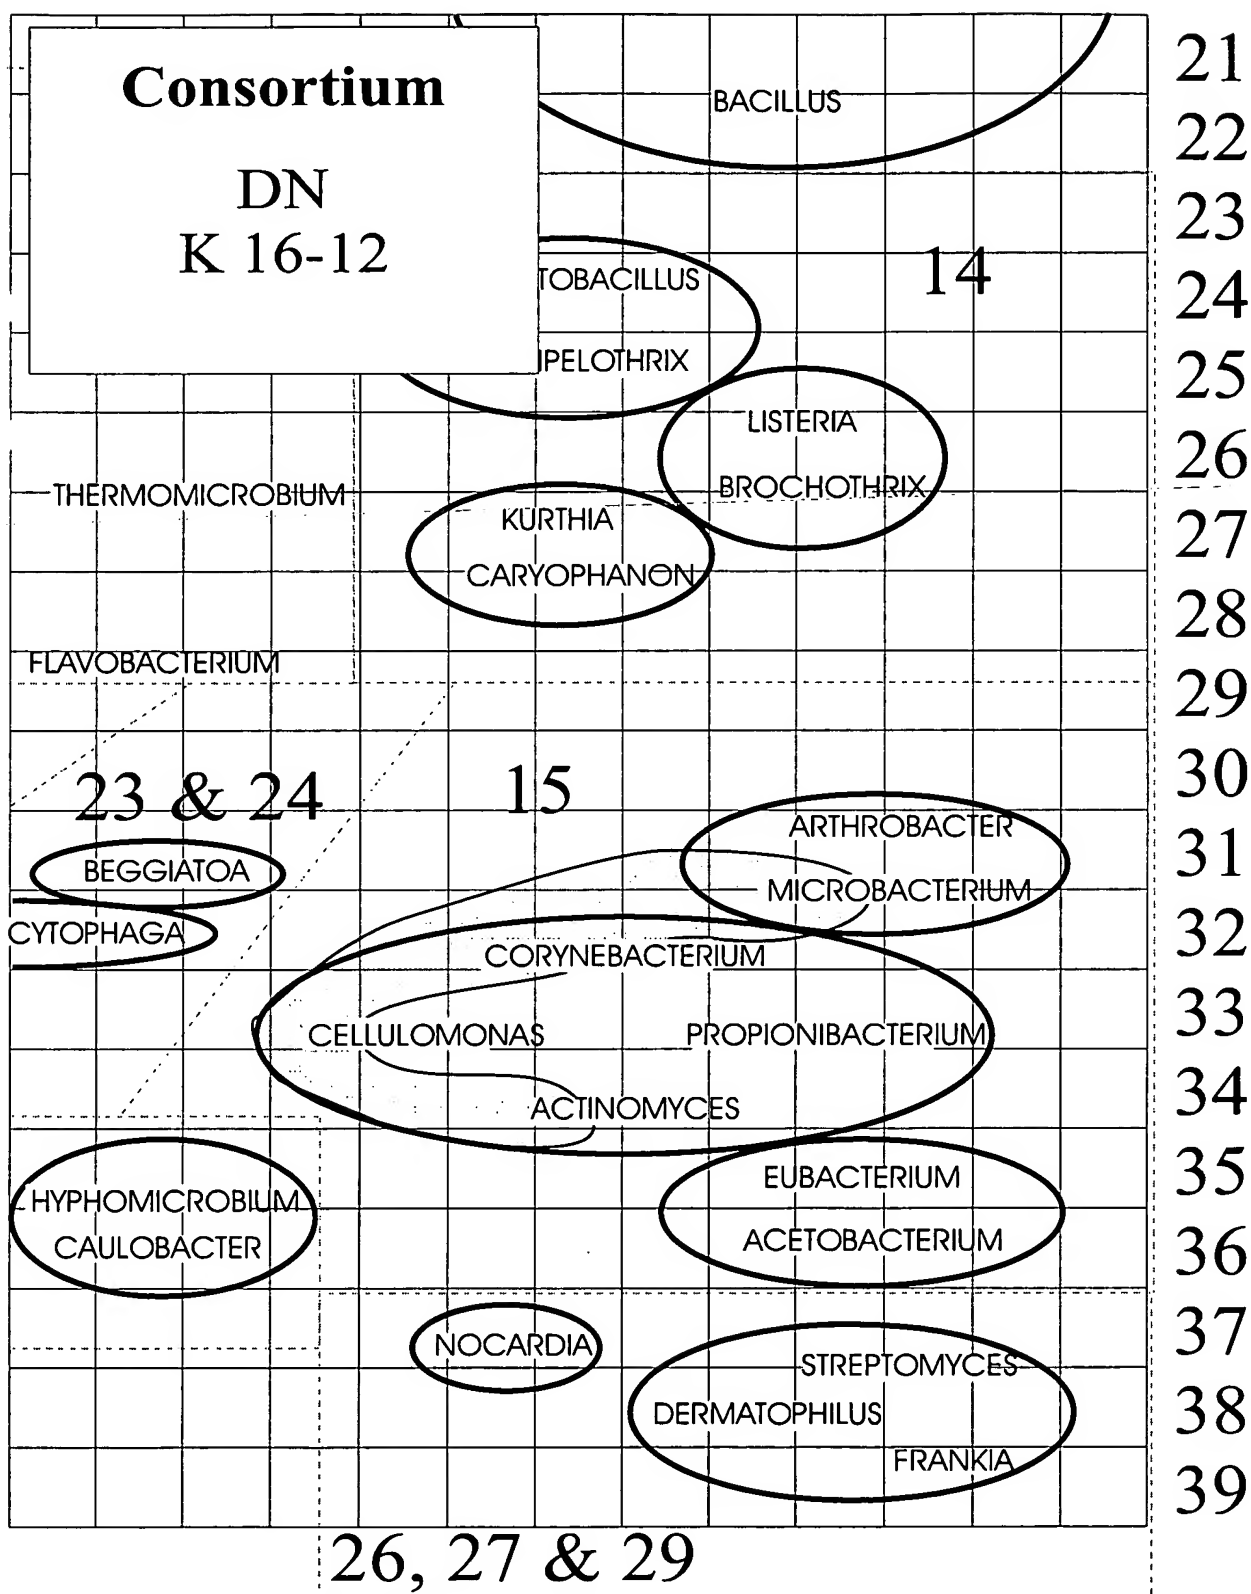 Consortium
DN
K 16-12
BACILLUS
21
22
23
TOBACILLUS
14
24
IPELOTHRIX
25
LISTERIA
26
THERMOMICROBIUM
BROCHOTHRIX
KURTHIA
27
CARYOPHANON
28
FLAVOBACTERIUM
29
23 & 24
15
30
ARTHROBACTER
31
BEGGIATOA
MICROBACTERIUM
CYTOPHAGA
32
CORYNEBACTERIUM
33
CELLULOMONAS
PROPIONIBACTERIUM
34
ACTINOMYCES
35
EUBACTERIUM
HYPHOMICROBIUM
CAULOBACTER
ACETOBACTERIUM
36
37
NOCARDIA
STREPTOMYCES
38
DERMATOPHILUS
FRANKIA
39
26, 27 & 29